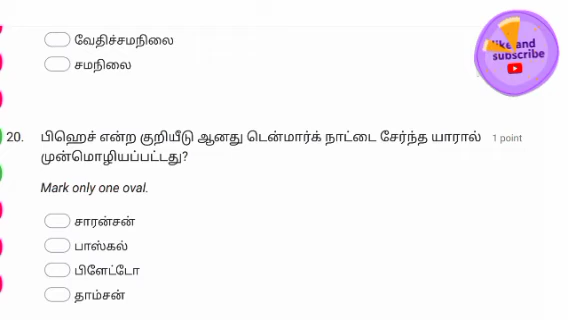 வேதிச்சமநிலை
சமநிலை
like and
subscribe
20. பிஹெச் என்ற குறியீடு ஆனது டென்மார்க் நாட்டை சேர்ந்த யாரால் 1 point
முன்மொழியப்பட்டது?
Mark only one oval.
சாரன்சன்
பாஸ்கல்
பிளேட்டோ
தாம்சன்